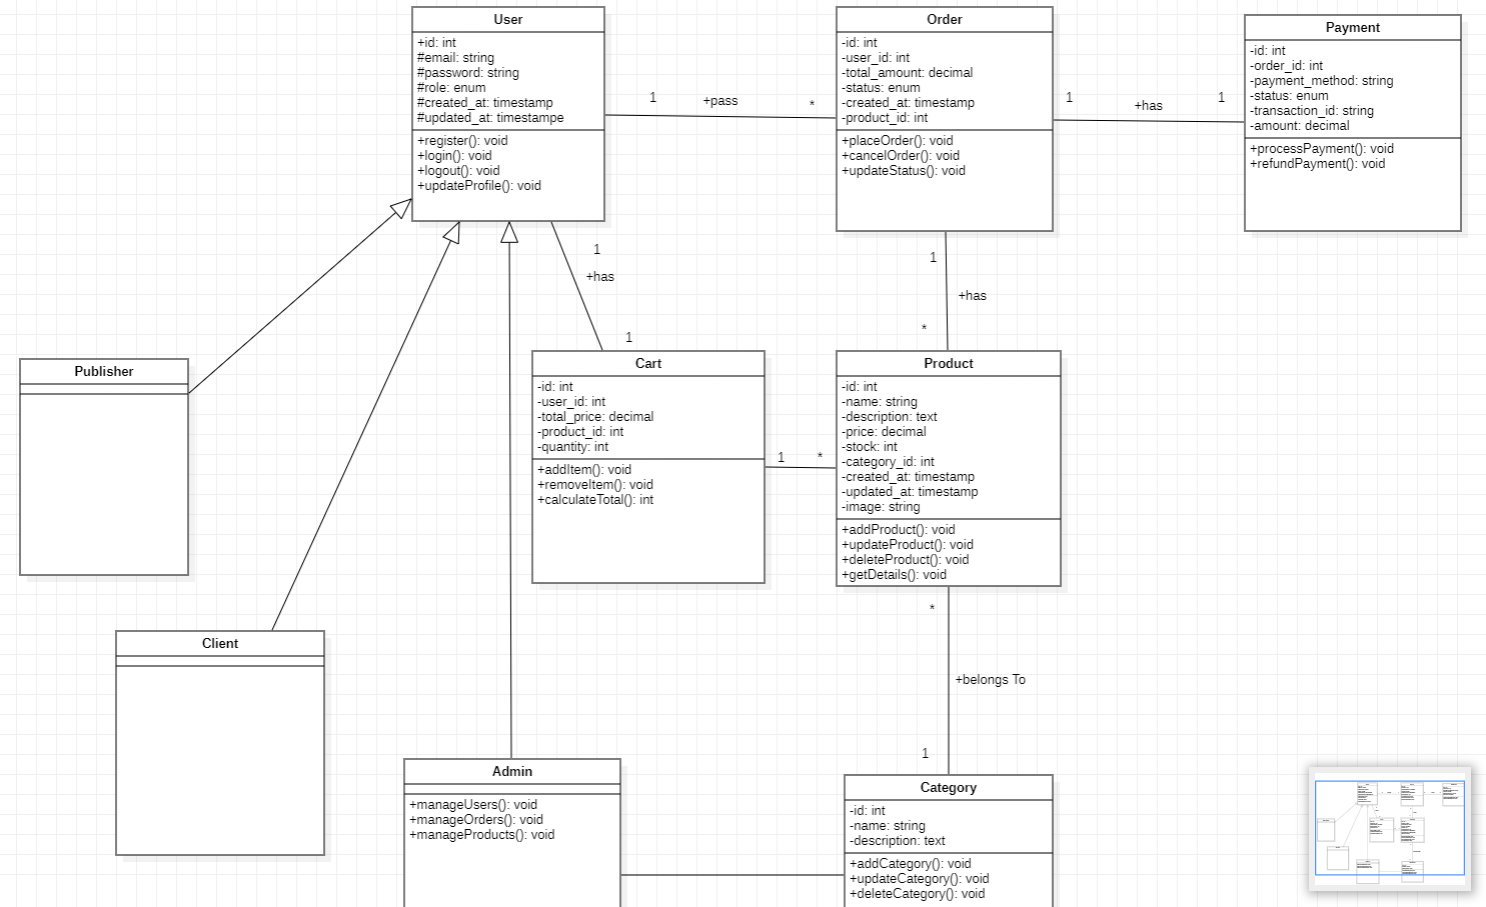 User
+id: int
#email: string
#password: string
#role: enum
#created_at: timestamp
#updated_at: timestampe
+register(): void
+login(): void
+logout(): void
+updateProfile(): void
1
+pass
*
Order
-id: int
-user_id: int
-total_amount: decimal
-status: enum
-created_at: timestamp
-product_id: int
+placeOrder(): void
+cancelOrder(): void
+updateStatus(): void
1
+has
1
Payment
-id: int
-order_id: int
-payment_method: string
-status: enum
-transaction_id: string
-amount: decimal
+processPayment(): void
+refundPayment(): void
1
+has
1
1
+has
*
Publisher
Cart
-id: int
-user_id: int
-total_price: decimal
-product_id: int
-quantity: int
+addItem(): void
+removeItem(): void
+calculateTotal(): int
1
*
Product
-id: int
-name: string
-description: text
-price: decimal
-stock: int
-category_id: int
-created_at: timestamp
-updated_at: timestamp
-image: string
+addProduct(): void
+updateProduct(): void
+deleteProduct(): void
+getDetails(): void
*
+belongs To
1
Client
Admin
+manageUsers(): void
+manageOrders(): void
+manageProducts(): void
Category
-id: int
-name: string
-description: text
+addCategory(): void
+updateCategory(): void
+deleteCategory(): void